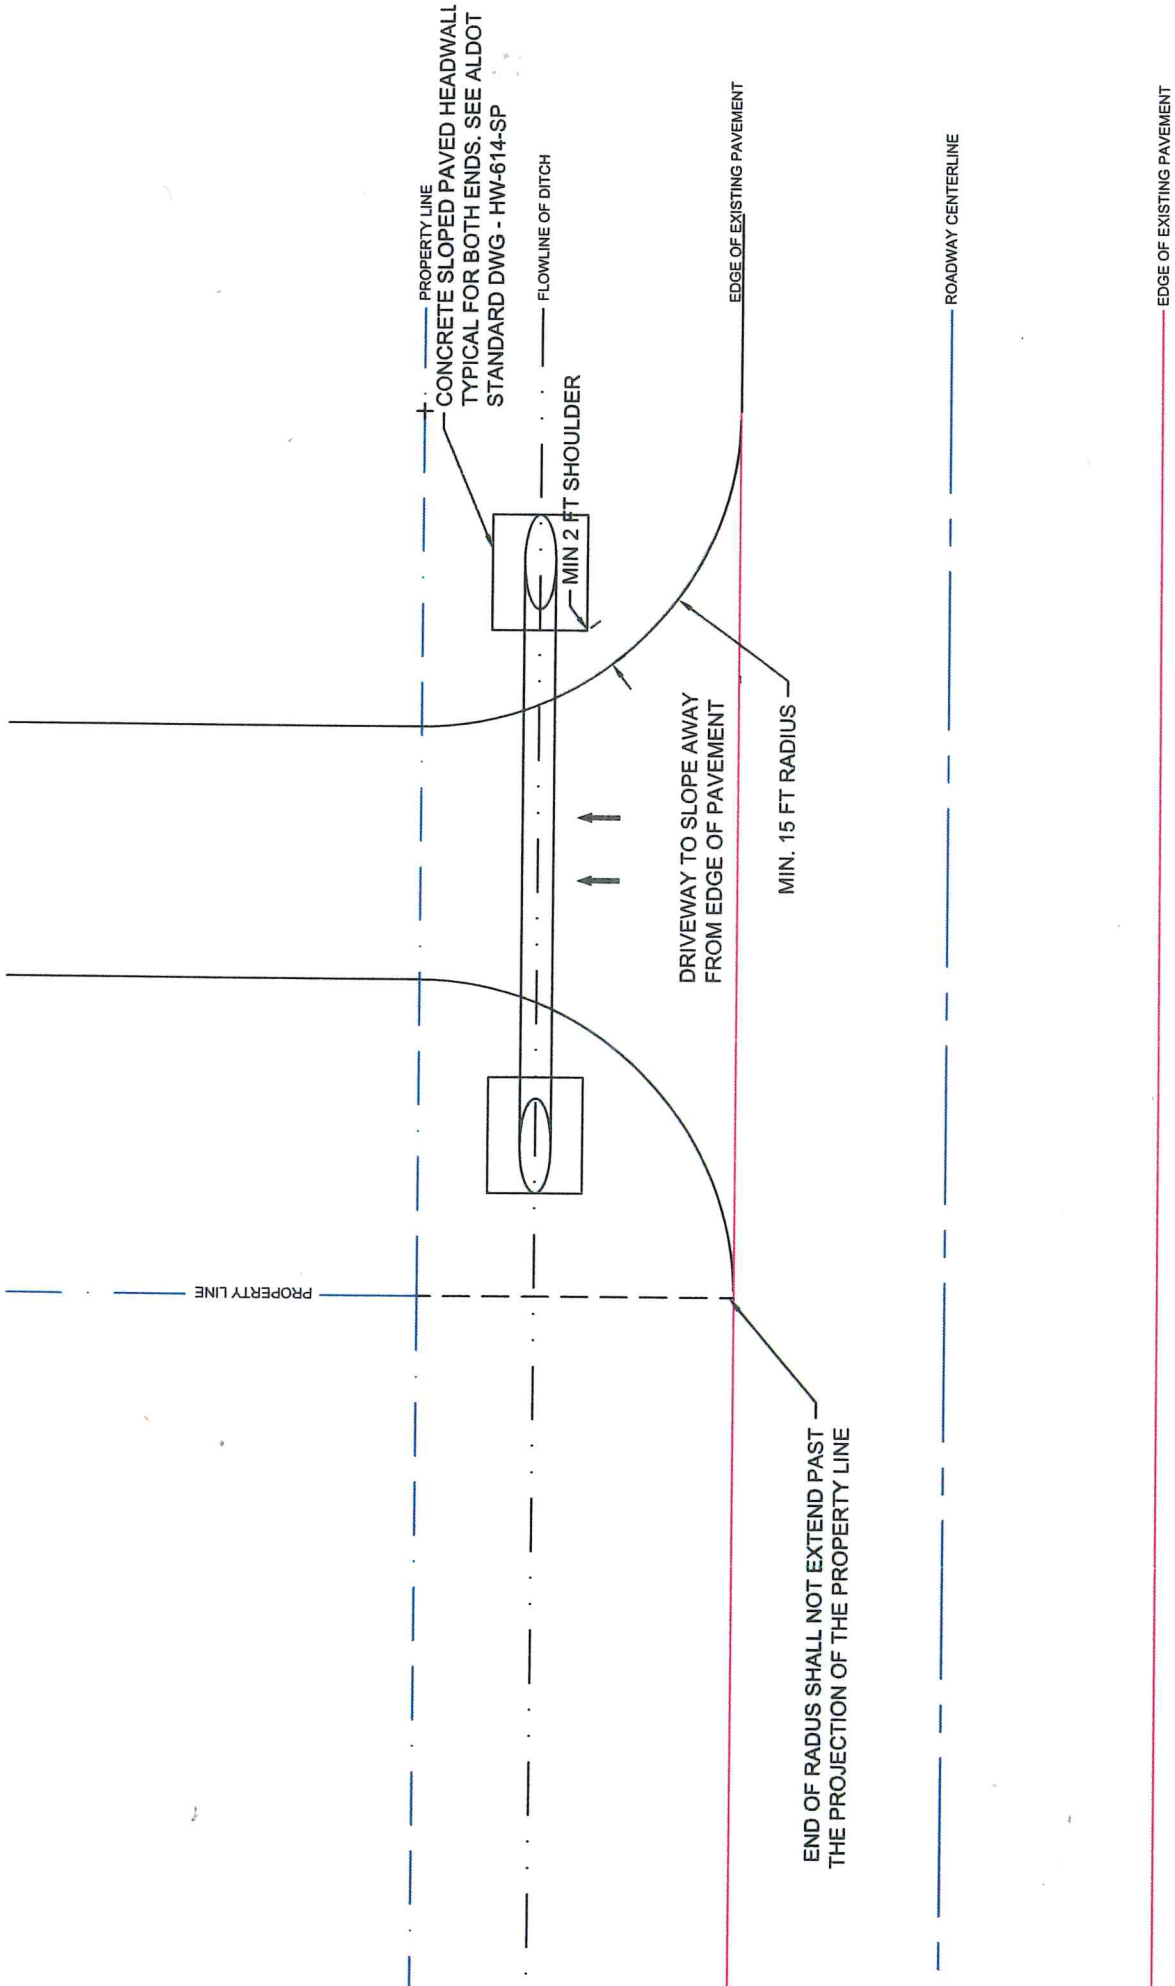 PROPERTY LINE
CONCRETE SLOPED PAVED HEADWALL
TYPICAL FOR BOTH ENDS. SEE ALDOT
STANDARD DWG - HW-614-SP
FLOWLINE OF DITCH
MIN 2 FT SHOULDER
EDGE OF EXISTING PAVEMENT
DRIVEWAY TO SLOPE AWAY
FROM EDGE OF PAVEMENT
MIN. 15 FT RADIUS
ROADWAY CENTERLINE
EDGE OF EXISTING PAVEMENT
PROPERTY LINE
END OF RADUS SHALL NOT EXTEND PAST
THE PROJECTION OF THE PROPERTY LINE